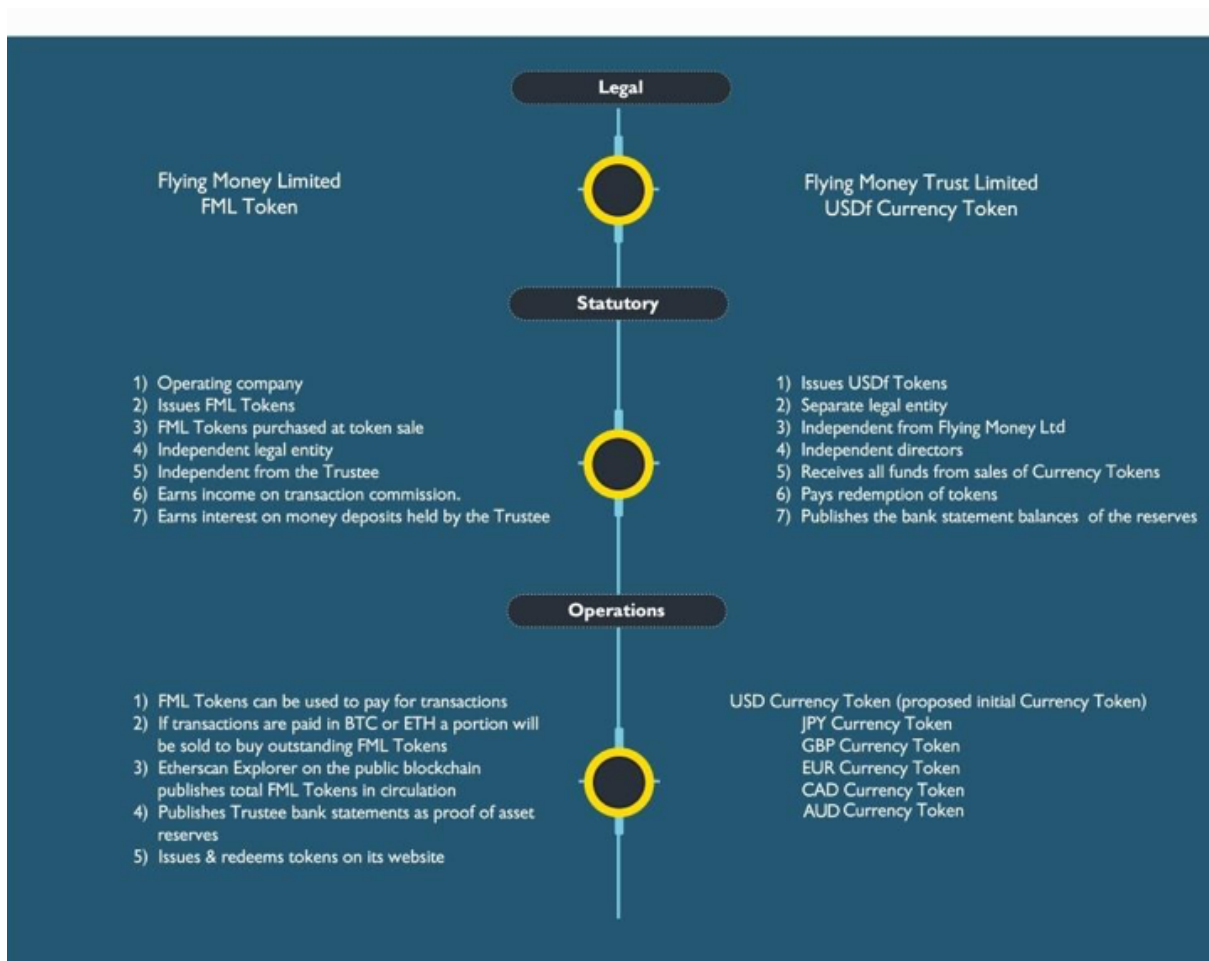 Legal
Flying Money Limited
FML Token
Flying Money Trust Limited
USDf Currency Token
Statutory
1) Operating company
2) Issues FML Tokens
3) FML Tokens purchased at token sale
4) Independent legal entity
5) Independent from the Trustee
6) Earns income on transaction commission.
7) Earns interest on money deposits held by the Trustee
1) Issues USDf Tokens
2) Separate legal entity
3) Independent from Flying Money Ltd
4) Independent directors
5) Receives all funds from sales of Currency Tokens
6) Pays redemption of tokens
7) Publishes the bank statement balances of the reserves
Operations
1) FML Tokens can be used to pay for transactions
2) If transactions are paid in BTC or ETH a portion will
be sold to buy outstanding FML Tokens
3) Etherscan Explorer on the public blockchain
publishes total FML Tokens in circulation
4) Publishes Trustee bank statements as proof of asset
reserves
5) Issues & redeems tokens on its website
USD Currency Token (proposed initial Currency Token)
JPY Currency Token
GBP Currency Token
EUR Currency Token
CAD Currency Token
AUD Currency Token